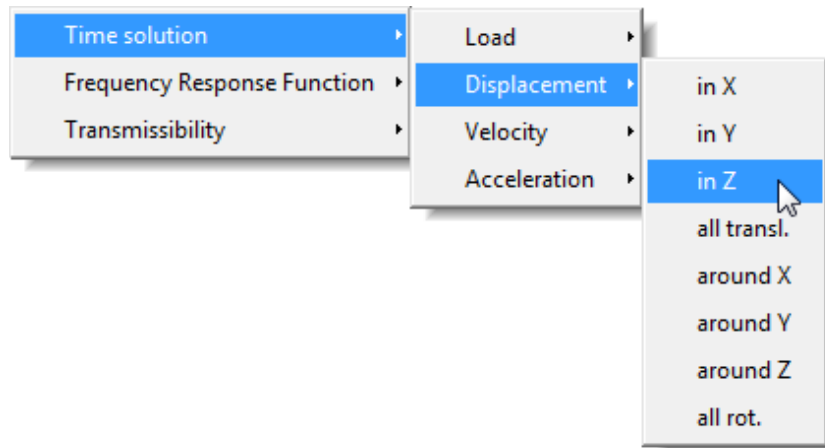 Time solution
Frequency Response Function
Transmissibility
Load
Displacement
Velocity
Acceleration
in X
in Y
in Z
all transl.
around X
around Y
around Z
all rot.